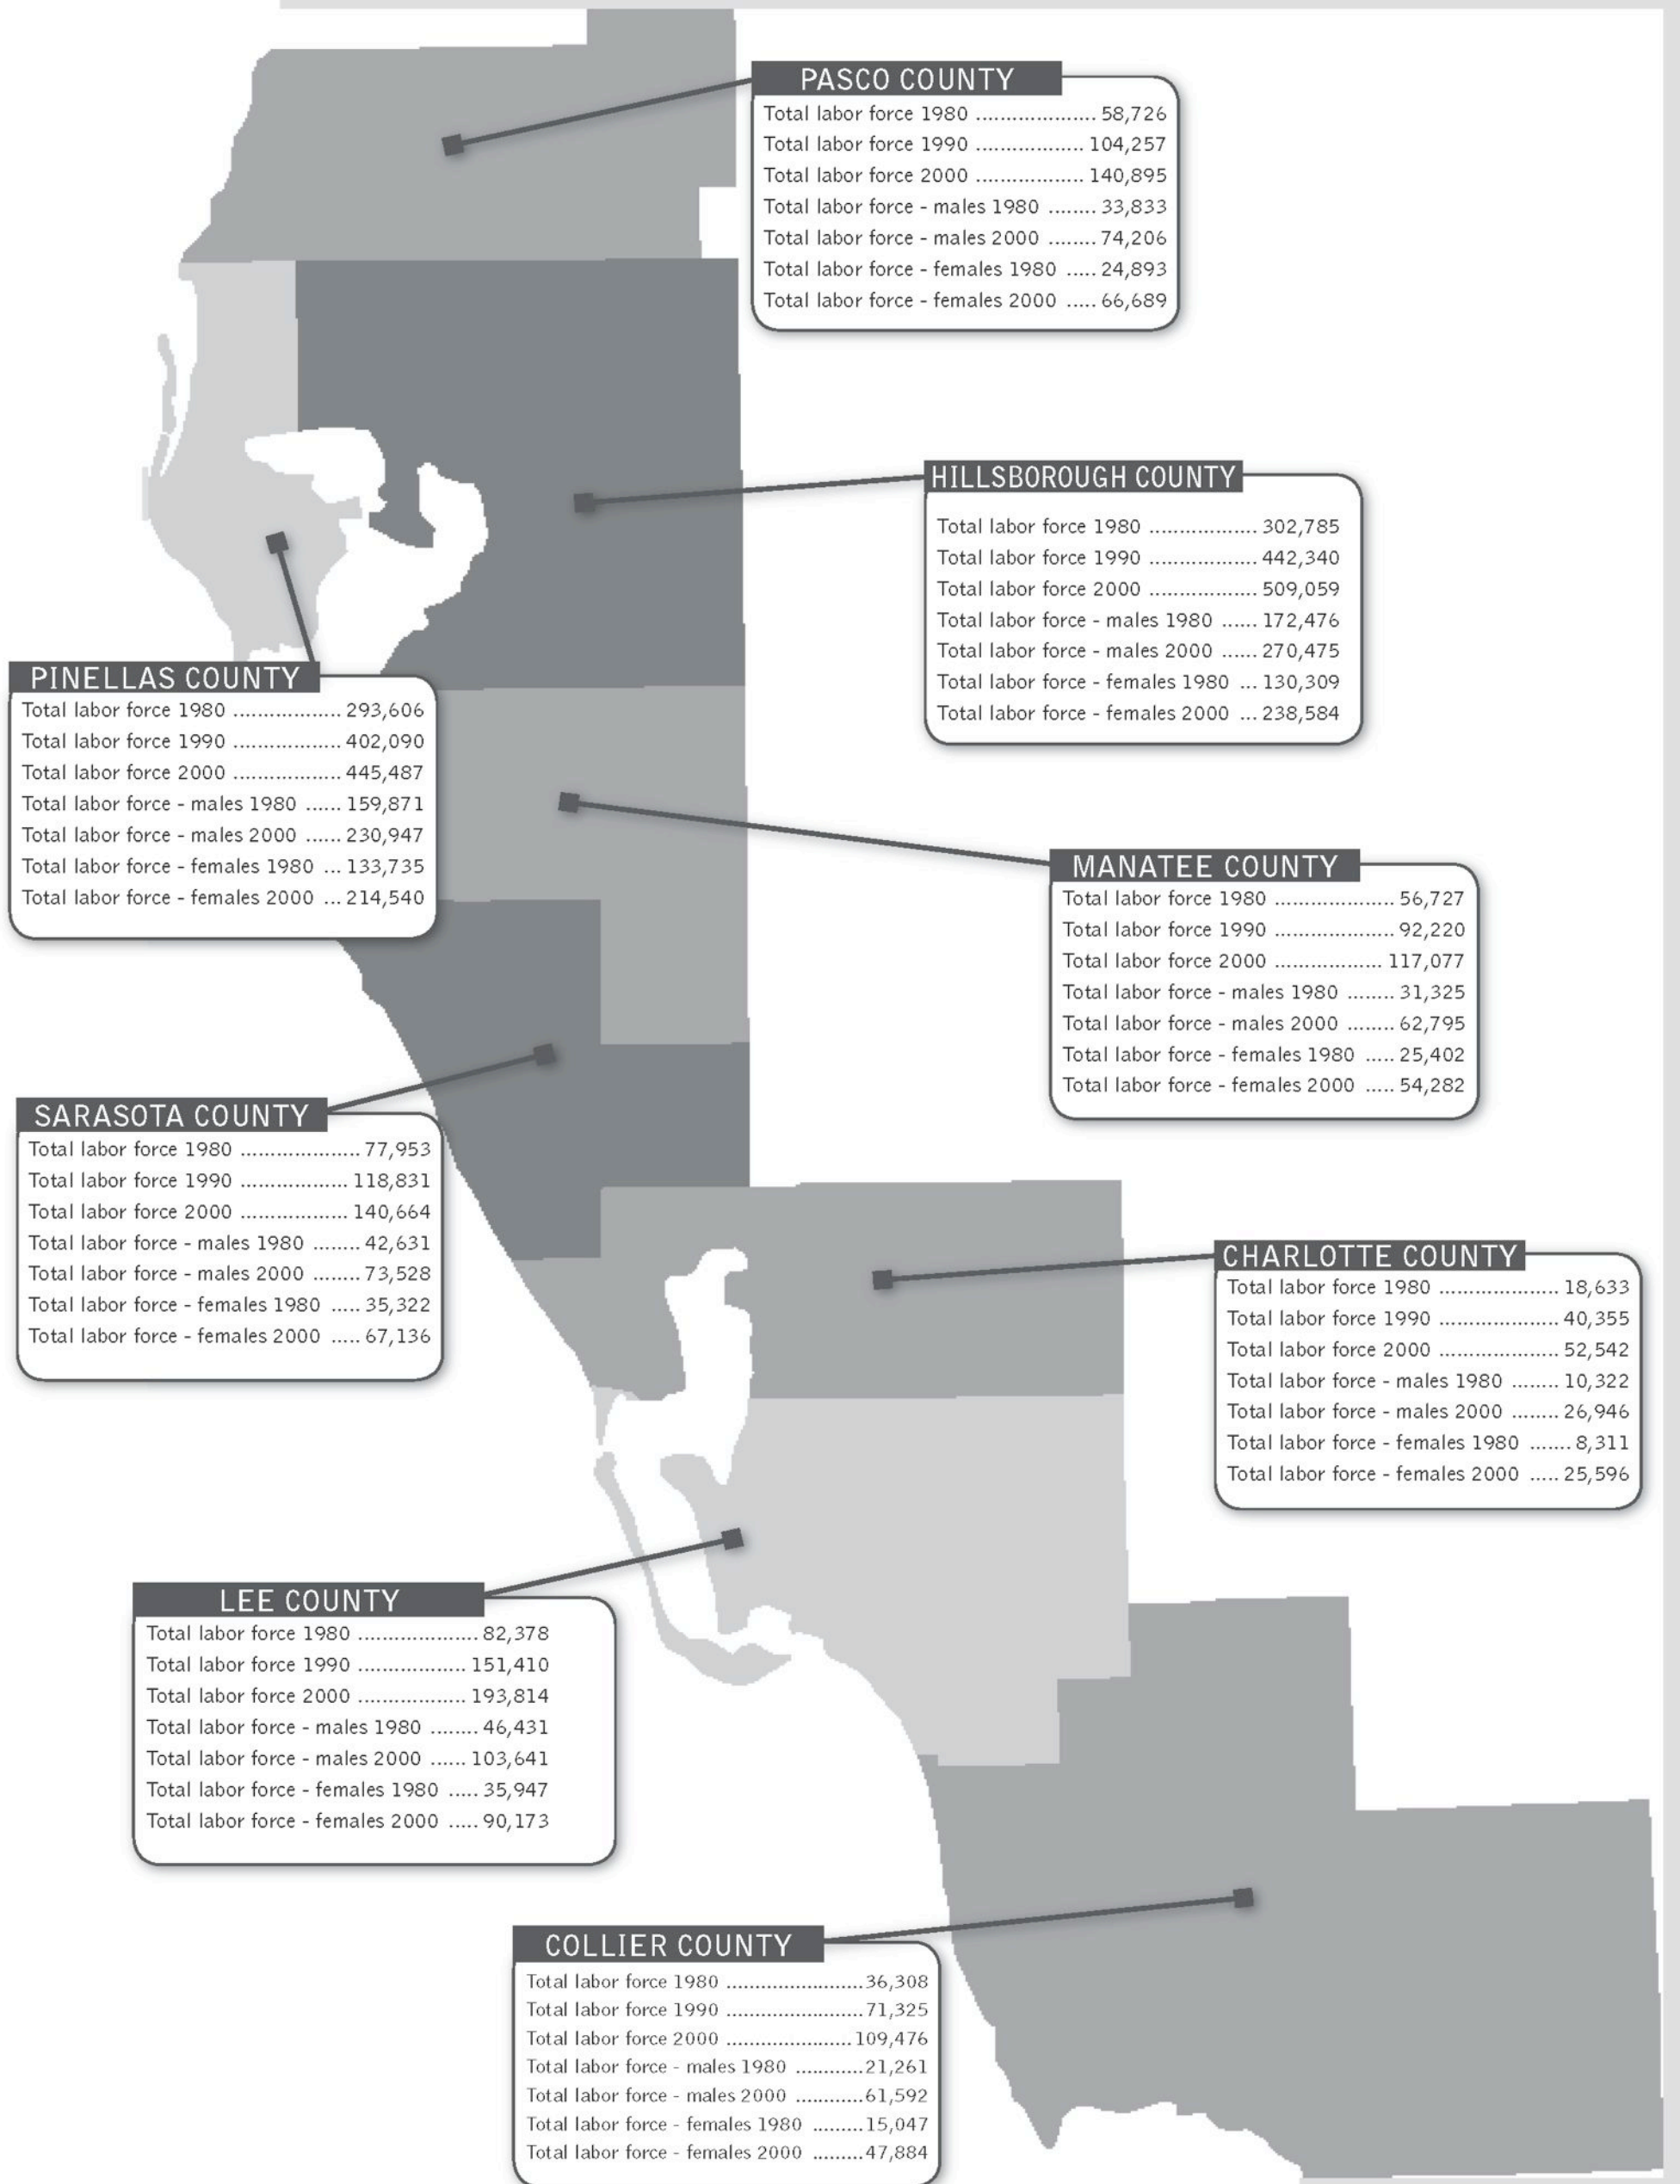 PASCO COUNTY
Total labor force 1980 .................... 58,726
Total labor force 1990 .................. 104,257
Total labor force 2000 .................. 140,895
Total labor force - males 1980 ........ 33,833
Total labor force - males 2000 ........ 74,206
Total labor force - females 1980 ..... 24,893
Total labor force - females 2000 ..... 66,689
HILLSBOROUGH COUNTY
Total labor force 1980 .................. 302,785
Total labor force 1990 .................. 442,340
Total labor force 2000 .................. 509,059
Total labor force - males 1980 ...... 172,476
Total labor force - males 2000 ...... 270,475
Total labor force - females 1980 ... 130,309
Total labor force - females 2000 ... 238,584
PINELLAS COUNTY
Total labor force 1980 .................. 293,606
Total labor force 1990 .................. 402,090
Total labor force 2000 .................. 445,487
Total labor force - males 1980 ...... 159,871
Total labor force - males 2000 ...... 230,947
Total labor force - females 1980 ... 133,735
Total labor force - females 2000 ... 214,540
MANATEE COUNTY
Total labor force 1980 .................... 56,727
Total labor force 1990 .................... 92,220
Total labor force 2000 .................. 117,077
Total labor force - males 1980 ........ 31,325
Total labor force - males 2000 ........ 62,795
Total labor force - females 1980 ..... 25,402
Total labor force - females 2000 ..... 54,282
SARASOTA COUNTY
Total labor force 1980 .................... 77,953
Total labor force 1990 .................. 118,831
Total labor force 2000 .................. 140,664
Total labor force - males 1980 ........ 42,631
Total labor force - males 2000 ........ 73,528
Total labor force - females 1980 ..... 35,322
Total labor force - females 2000 ..... 67,136
CHARLOTTE COUNTY
Total labor force 1980 .................... 18,633
Total labor force 1990 .................... 40,355
Total labor force 2000 .................... 52,542
Total labor force - males 1980 ........ 10,322
Total labor force - males 2000 ........ 26,946
Total labor force - females 1980 ....... 8,311
Total labor force - females 2000 ..... 25,596
LEE COUNTY
Total labor force 1980 .................... 82,378
Total labor force 1990 .................. 151,410
Total labor force 2000 .................. 193,814
Total labor force - males 1980 ........ 46,431
Total labor force - males 2000 ...... 103,641
Total labor force - females 1980 ..... 35,947
Total labor force - females 2000 ..... 90,173
COLLIER COUNTY
Total labor force 1980 .......................36,308
Total labor force 1990 .......................71,325
Total labor force 2000 .....................109,476
Total labor force - males 1980 ............21,261
Total labor force - males 2000 ............61,592
Total labor force - females 1980 .........15,047
Total labor force - females 2000 .........47,884